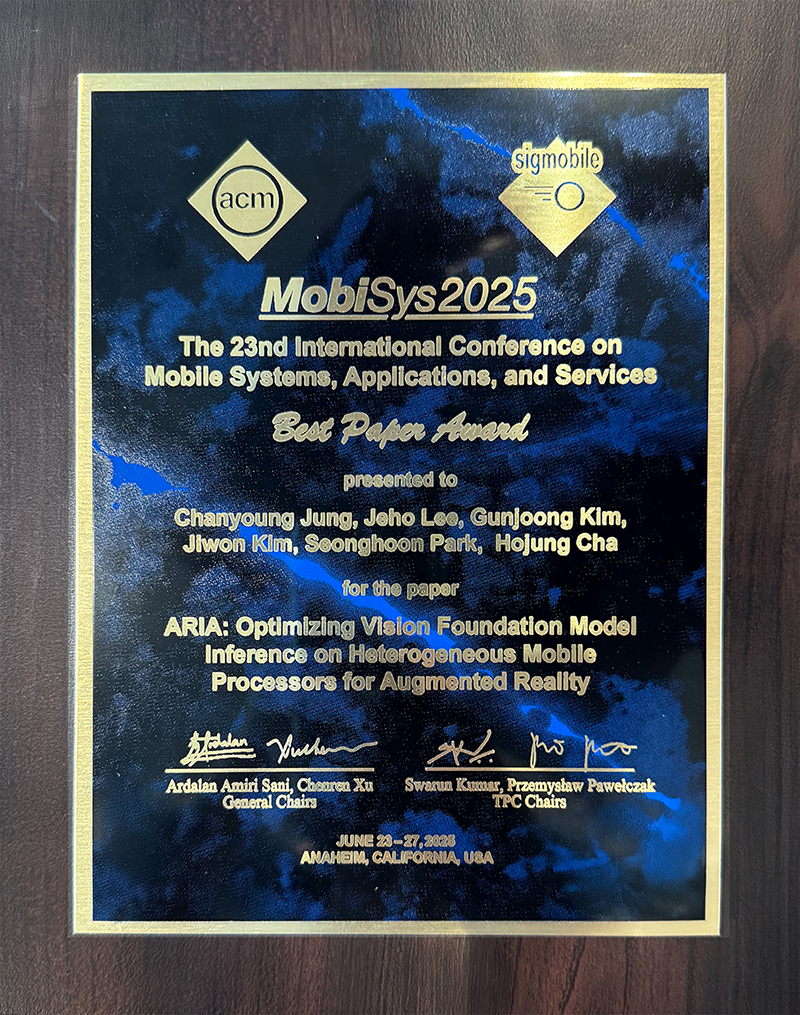 acm
sigmobile
MobiSys2025
The 23nd International Conference on
Mobile Systems, Applications, and Services
Best Paper Award
presented to
Chanyoung Jung, Jeho Lee, Gunjoong Kim,
Jiwon Kim, Seonghoon Park, Hojung Cha
for the paper
ARIA: Optimizing Vision Foundation Model
Inference on Heterogeneous Mobile
Processors for Augmented Reality
Ardalan Amiri Sani, Chenren Xu
General Chairs
Swarun Kumar, Przemysław Pawełczak
TPC Chairs
JUNE 23-27, 2025
ANAHEIM, CALIFORNIA, USA